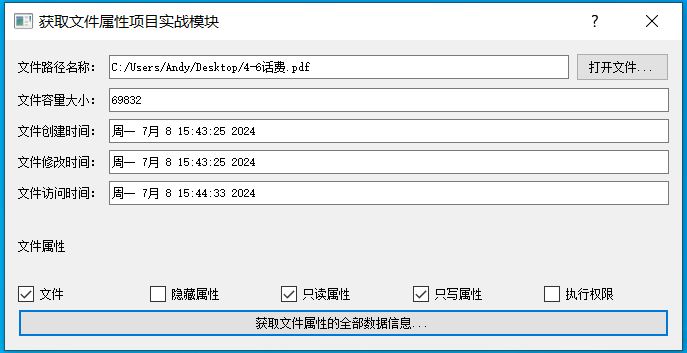 获取文件属性项目实战模块
文件路径名称: C:/Users/Andy/Desktop/4-6话费.pdf 打开文件...
文件容量大小: 69832
文件创建时间: 周一 7月 8 15:43:25 2024
文件修改时间: 周一 7月 8 15:43:25 2024
文件访问时间: 周一 7月 8 15:44:33 2024
文件属性
文件 隐藏属性 只读属性 只写属性 执行权限
获取文件属性的全部数据信息...